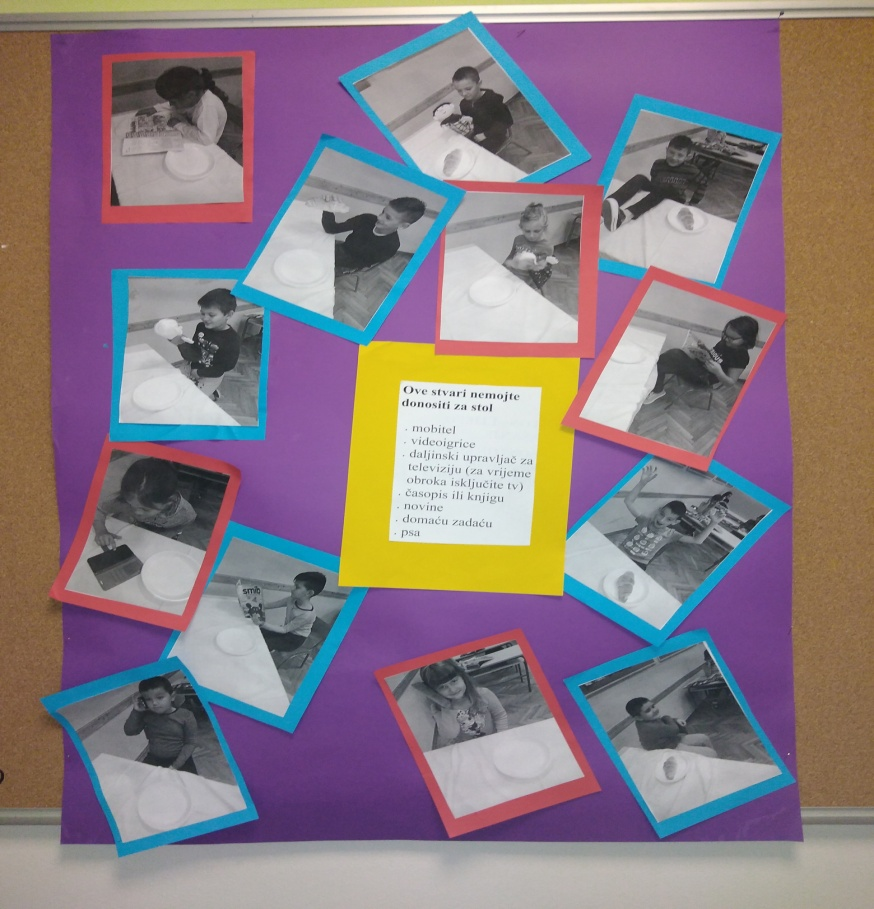 Ove stvari nemojte
donositi za stol
. mobitel
. videoigrice
. daljinski upravljač za
televiziju (za vrijeme
obroka isključite tv)
. časopis ili knjigu
. novine
. domaću zadaću
. psa
smib